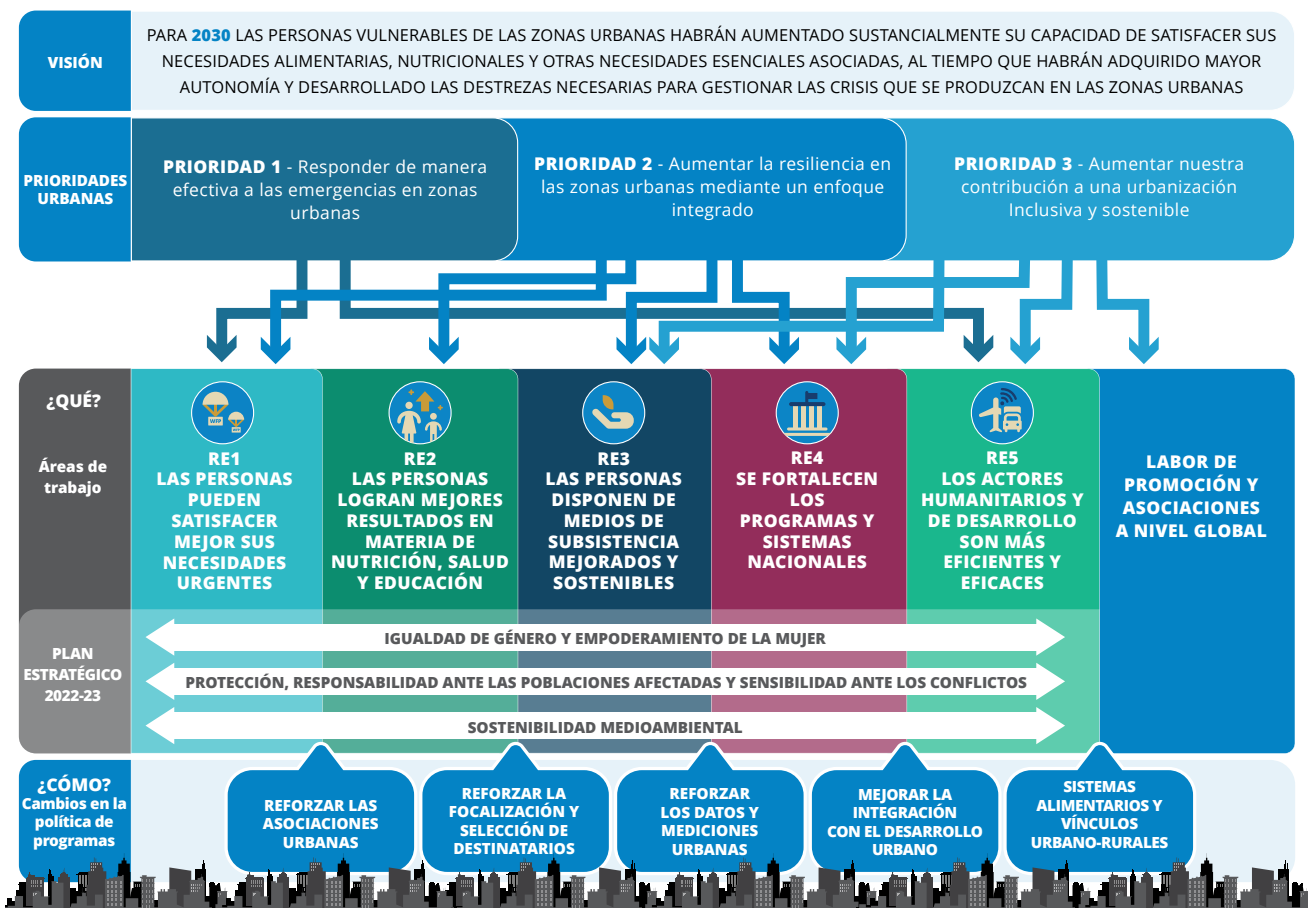 VISIÓN
PARA 2030 LAS PERSONAS VULNERABLES DE LAS ZONAS URBANAS HABRÁN AUMENTADO SUSTANCIALMENTE SU CAPACIDAD DE SATISFACER SUS
NECESIDADES ALIMENTARIAS, NUTRICIONALES Y OTRAS NECESIDADES ESENCIALES ASOCIADAS, AL TIEMPO QUE HABRÁN ADQUIRIDO MAYOR
AUTONOMÍA Y DESARROLLADO LAS DESTREZAS NECESARIAS PARA GESTIONAR LAS CRISIS QUE SE PRODUZCAN EN LAS ZONAS URBANAS
PRIORIDADES
URBANAS
PRIORIDAD 1 - Responder de manera
efectiva a las emergencias en zonas
urbanas
PRIORIDAD 2 - Aumentar la resiliencia en
las zonas urbanas mediante un enfoque
integrado
PRIORIDAD 3 - Aumentar nuestra
contribución a una urbanización
Inclusiva y sostenible
¿QUÉ?
Áreas de
trabajo
WFP
WFP
RE1
LAS PERSONAS
PUEDEN
SATISFACER
MEJOR SUS
NECESIDADES
URGENTES
RE2
LAS PERSONAS
LOGRAN MEJORES
RESULTADOS EN
MATERIA DE
NUTRICIÓN, SALUD
Y EDUCACIÓN
RE3
LAS PERSONAS
DISPONEN DE
MEDIOS DE
SUBSISTENCIA
MEJORADOS Y
SOSTENIBLES
RE4
SE FORTALECEN
LOS
PROGRAMAS Y
SISTEMAS
NACIONALES
RE5
LOS ACTORES
HUMANITARIOS Y
DE DESARROLLO
SON MÁS
EFICIENTES Y
EFICACES
LABOR DE
PROMOCIÓN Y
ASOCIACIONES
A NIVEL GLOBAL
PLAN
ESTRATÉGICO
2022-23
IGUALDAD DE GÉNERO Y EMPODERAMIENTO DE LA MUJER
PROTECCIÓN, RESPONSABILIDAD ANTE LAS POBLACIONES AFECTADAS Y SENSIBILIDAD ANTE LOS CONFLICTOS
SOSTENIBILIDAD MEDIOAMBIENTAL
¿CÓMO?
Cambios en la
política de
programas
REFORZAR LAS
ASOCIACIONES
URBANAS
REFORZAR LA
FOCALIZACIÓN Y
SELECCIÓN DE
DESTINATARIOS
REFORZAR
LOS DATOS Y
MEDICIONES
URBANAS
MEJORAR LA
INTEGRACIÓN
CON EL DESARROLLO
URBANO
SISTEMAS
ALIMENTARIOS Y
VÍNCULOS
URBANO-RURALES